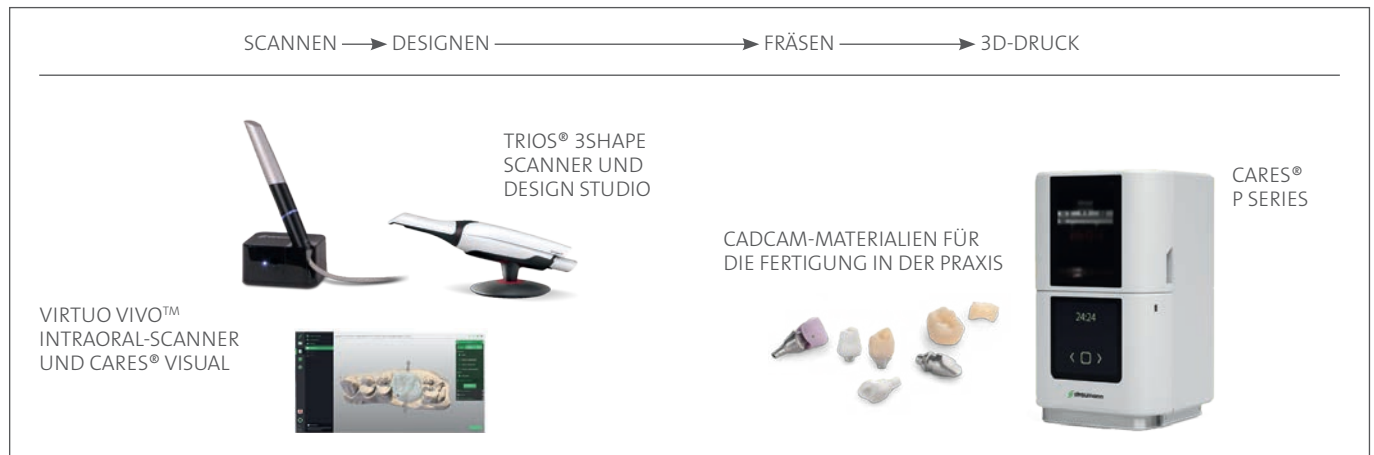 SCANNEN DESIGNEN FRÄSEN 3D-DRUCK
TRIOS® 3SHAPE
SCANNER UND
DESIGN STUDIO
CARES®
P SERIES
CADCAM-MATERIALIEN FÜR
DIE FERTIGUNG IN DER PRAXIS
VIRTUO VIVO™
INTRAORAL-SCANNER
UND CARES® VISUAL
24:24
straumann